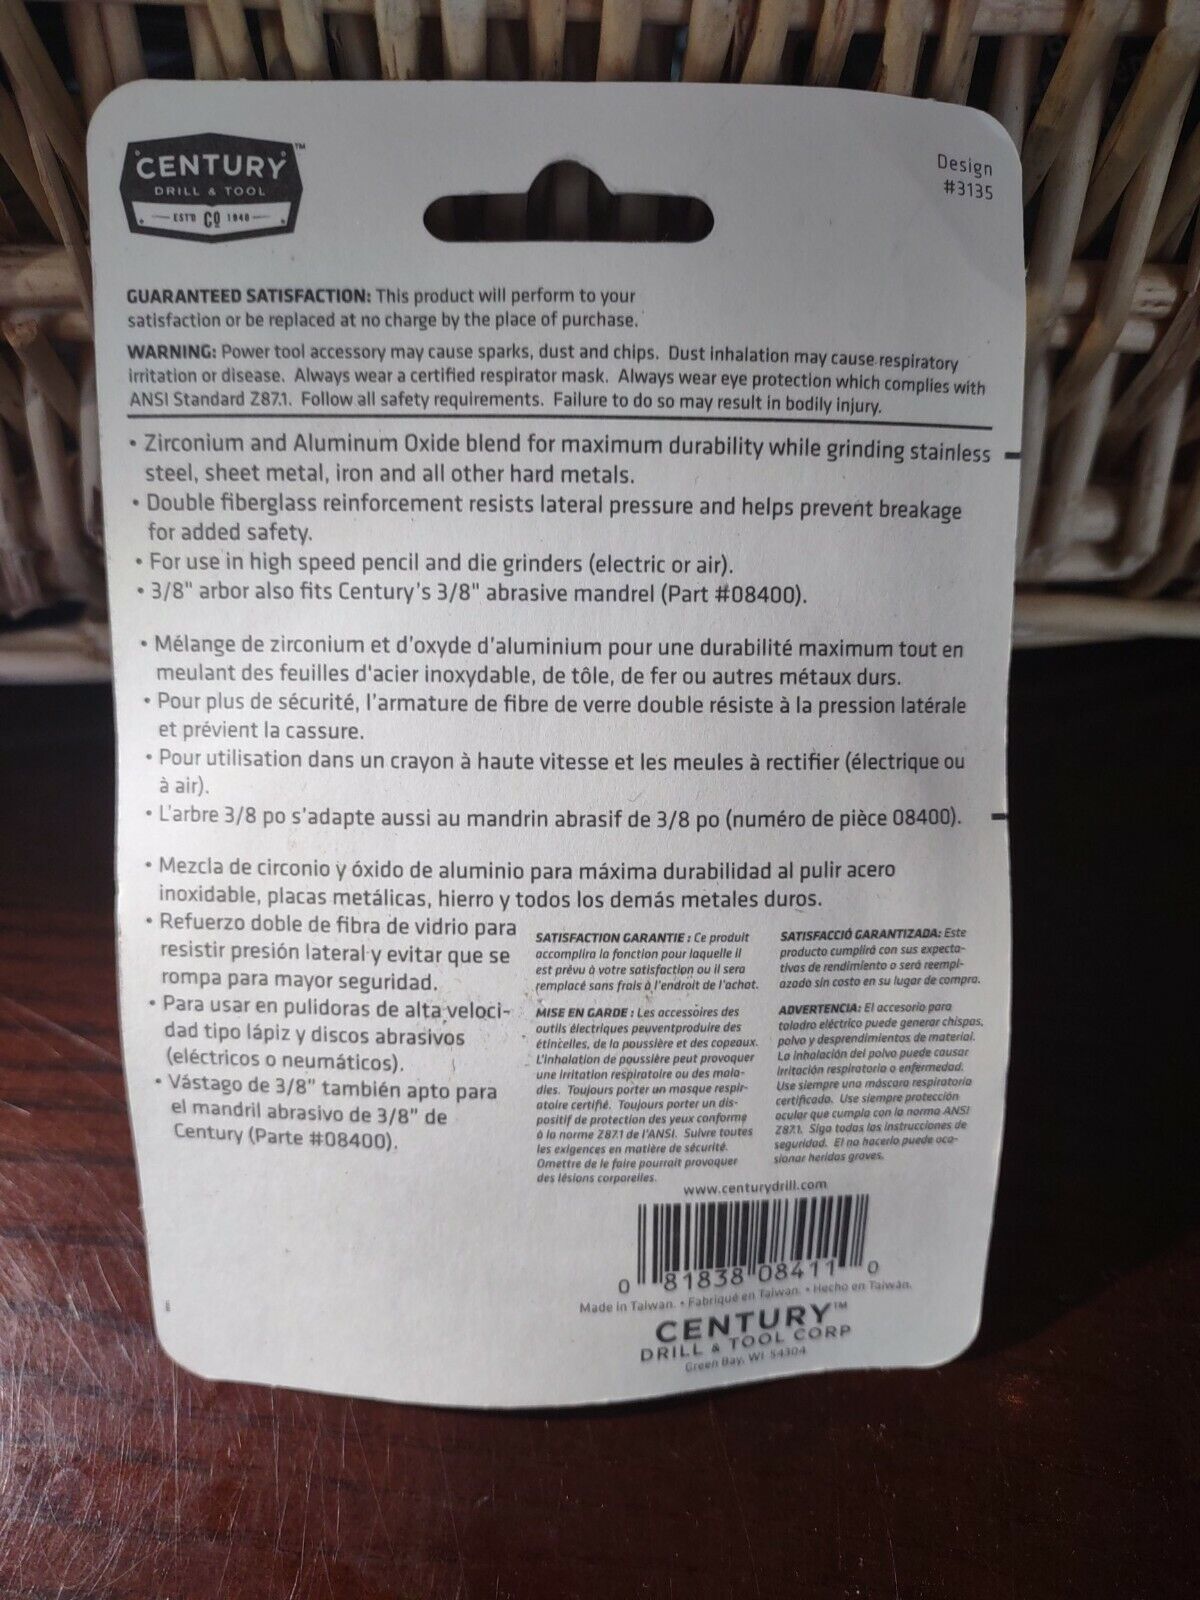 CENTURY™
DRILL & TOOL
ESTD CO 1940
Design
#3135
GUARANTEED SATISFACTION: This product will perform to your
satisfaction or be replaced at no charge by the place of purchase.
WARNING: Power tool accessory may cause sparks, dust and chips. Dust inhalation may cause respiratory
irritation or disease. Always wear a certified respirator mask. Always wear eye protection which complies with
ANSI Standard Z87.1. Follow all safety requirements. Failure to do so may result in bodily injury.
• Zirconium and Aluminum Oxide blend for maximum durability while grinding stainless
steel, sheet metal, iron and all other hard metals.
• Double fiberglass reinforcement resists lateral pressure and helps prevent breakage
for added safety.
• For use in high speed pencil and die grinders (electric or air).
• 3/8" arbor also fits Century's 3/8" abrasive mandrel (Part #08400).
• Mélange de zirconium et d'oxyde d'aluminium pour une durabilité maximum tout en
meulant des feuilles d'acier inoxydable, de tôle, de fer ou autres métaux durs.
• Pour plus de sécurité, l'armature de fibre de verre double résiste à la pression latérale
et prévient la cassure.
• Pour utilisation dans un crayon à haute vitesse et les meules à rectifier (électrique ou
à air).
• L'arbre 3/8 po s'adapte aussi au mandrin abrasif de 3/8 po (numéro de pièce 08400).
• Mezcla de circonio y óxido de aluminio para máxima durabilidad al pulir acero
inoxidable, placas metálicas, hierro y todos los demás metales duros.
• Refuerzo doble de fibra de vidrio para
resistir presión lateral y evitar que se
rompa para mayor seguridad.
• Para usar en pulidoras de alta veloci-
dad tipo lápiz y discos abrasivos
(eléctricos o neumáticos).
• Vástago de 3/8" también apto para
el mandril abrasivo de 3/8" de
Century (Parte #08400).
SATISFACTION GARANTIE : Ce produit
accomplira la fonction pour laquelle il
est prévu à votre satisfaction ou il sera
remplacé sans frais à l'endroit de l'achat.
MISE EN GARDE : Les accessoires des
outils électriques peuventproduire des
étincelles, de la poussière et des copeaux.
L'inhalation de poussière peut provoquer
une irritation respiratoire ou des mala-
dies. Toujours porter un masque respir-
atoire certifié. Toujours porter un dis-
positif de protection des yeux conforme
à la norme Z87.1 de l'ANSI. Suivre toutes
les exigences en matière de sécurité.
Omettre de le faire pourrait provoquer
des lésions corporelles.
SATISFACCIÓ GARANTIZADA: Este
producto cumplirá con sus expecta-
tivas de rendimiento o será reempl-
azado sin costo en su lugar de compra.
ADVERTENCIA: El accesorio para
taladro eléctrico puede generar chispas,
polvo y desprendimientos de material.
La inhalación del polvo puede causar
irritación respiratoria o enfermedad.
Use siempre una máscara respiratoria
certificada. Use siempre protección
ocular que cumpla con la norma ANSI
Z87.1. Siga todas las instrucciones de
seguridad. El no hacerlo puede oca-
sionar heridas graves.
www.centurydrill.com
0 81838 08411 0
Made in Taiwan. • Fabriqué en Taiwan. • Hecho en Taiwán.
CENTURY™
DRILL & TOOL CORP
Green Bay, WI 54304